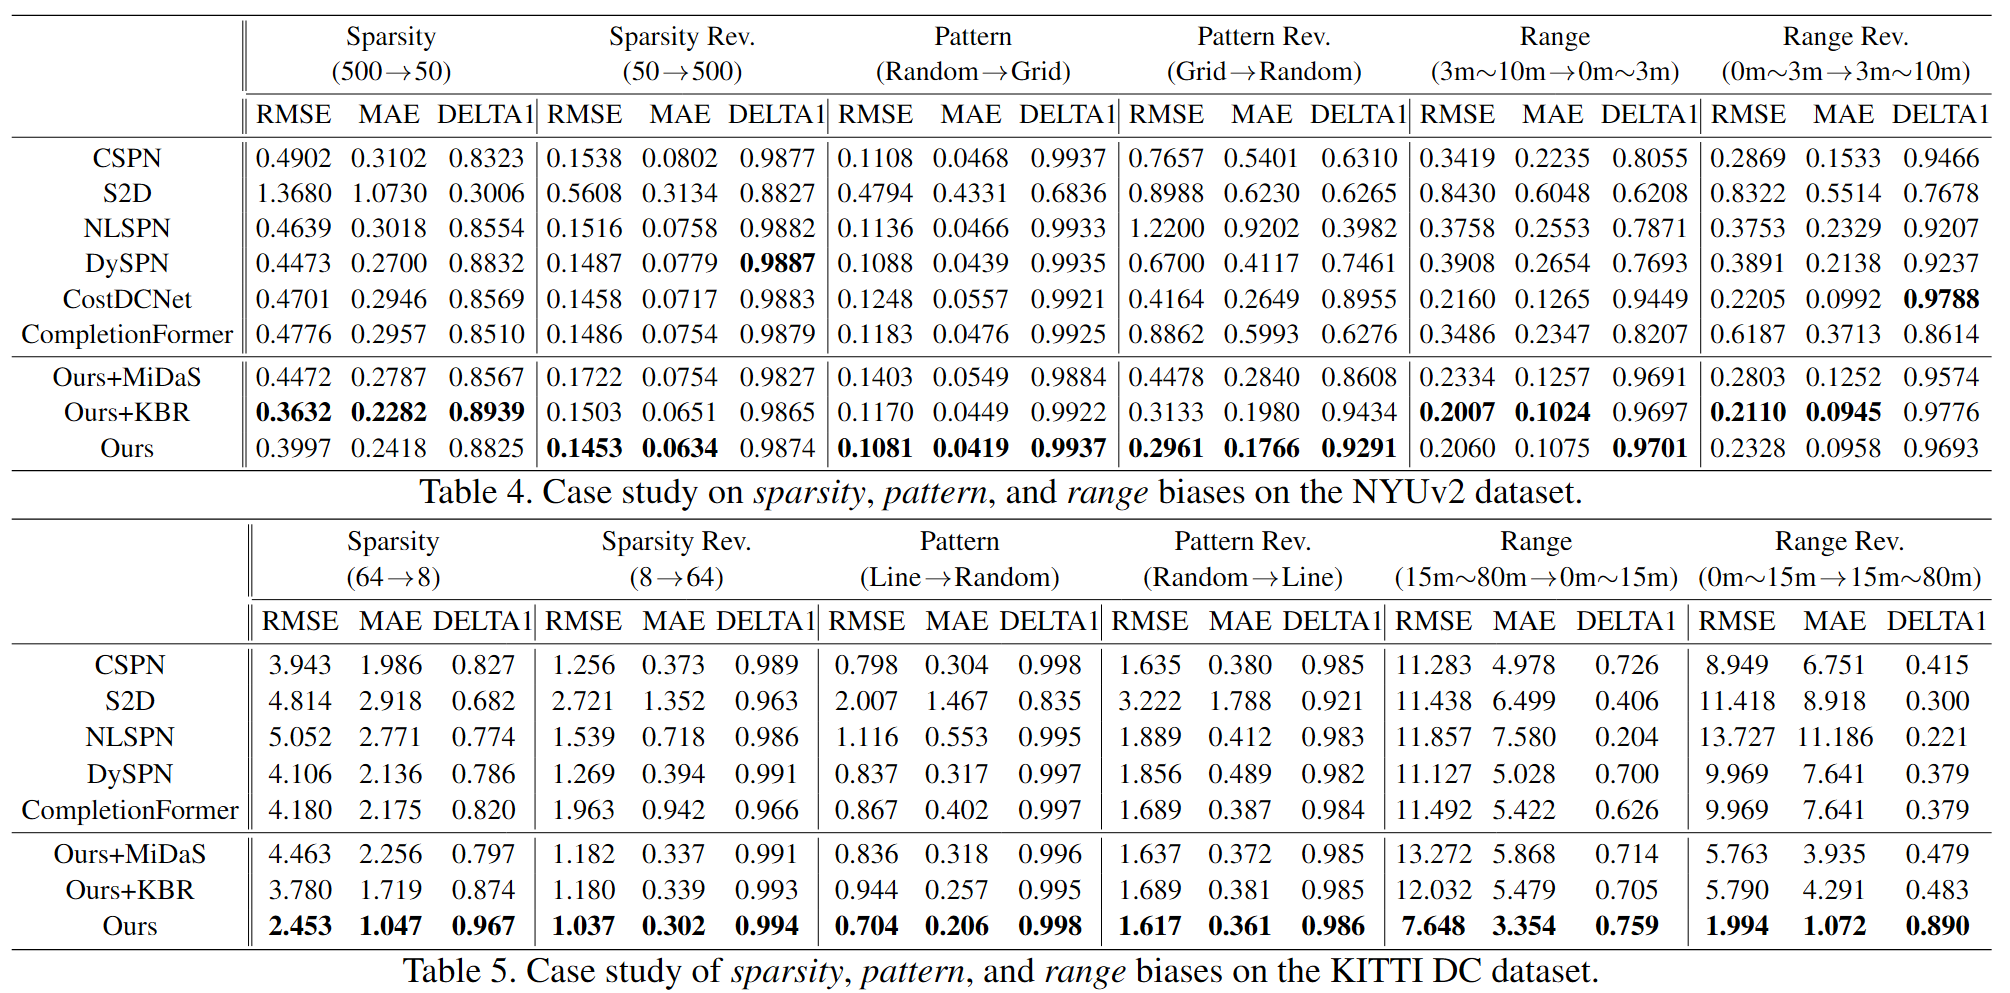 Sparsity Sparsity Rev. Pattern Pattern Rev. Range Range Rev.
(500→50) (50→500) (Random→Grid) (Grid→Random) (3m∼10m→0m∼3m) (0m∼3m→3m∼10m)
RMSE MAE DELTA1 RMSE MAE DELTA1 RMSE MAE DELTA1 RMSE MAE DELTA1 RMSE MAE DELTA1 RMSE MAE DELTA1
CSPN 0.4902 0.3102 0.8323 0.1538 0.0802 0.9877 0.1108 0.0468 0.9937 0.7657 0.5401 0.6310 0.3419 0.2235 0.8055 0.2869 0.1533 0.9466
S2D 1.3680 1.0730 0.3006 0.5608 0.3134 0.8827 0.4794 0.4331 0.6836 0.8988 0.6230 0.6265 0.8430 0.6048 0.6208 0.8322 0.5514 0.7678
NLSPN 0.4639 0.3018 0.8554 0.1516 0.0758 0.9882 0.1136 0.0466 0.9933 1.2200 0.9202 0.3982 0.3758 0.2553 0.7871 0.3753 0.2329 0.9207
DySPN 0.4473 0.2700 0.8832 0.1487 0.0779 0.9887 0.1088 0.0439 0.9935 0.6700 0.4117 0.7461 0.3908 0.2654 0.7693 0.3891 0.2138 0.9237
CostDCNet 0.4701 0.2946 0.8569 0.1458 0.0717 0.9883 0.1248 0.0557 0.9921 0.4164 0.2649 0.8955 0.2160 0.1265 0.9449 0.2205 0.0992 0.9788
CompletionFormer 0.4776 0.2957 0.8510 0.1486 0.0754 0.9879 0.1183 0.0476 0.9925 0.8862 0.5993 0.6276 0.3486 0.2347 0.8207 0.6187 0.3713 0.8614
Ours+MiDaS 0.4472 0.2787 0.8567 0.1722 0.0754 0.9827 0.1403 0.0549 0.9884 0.4478 0.2840 0.8608 0.2334 0.1257 0.9691 0.2803 0.1252 0.9574
Ours+KBR 0.3632 0.2282 0.8939 0.1503 0.0651 0.9865 0.1170 0.0449 0.9922 0.3133 0.1980 0.9434 0.2007 0.1024 0.9697 0.2110 0.0945 0.9776
Ours 0.3997 0.2418 0.8825 0.1453 0.0634 0.9874 0.1081 0.0419 0.9937 0.2961 0.1766 0.9291 0.2060 0.1075 0.9701 0.2328 0.0958 0.9693
Table 4. Case study on sparsity, pattern, and range biases on the NYUv2 dataset.
Sparsity Sparsity Rev. Pattern Pattern Rev. Range Range Rev.
(64→8) (8→64) (Line→Random) (Random→Line) (15m∼80m→0m∼15m) (0m∼15m→15m∼80m)
RMSE MAE DELTA1 RMSE MAE DELTA1 RMSE MAE DELTA1 RMSE MAE DELTA1 RMSE MAE DELTA1 RMSE MAE DELTA1
CSPN 3.943 1.986 0.827 1.256 0.373 0.989 0.798 0.304 0.998 1.635 0.380 0.985 11.283 4.978 0.726 8.949 6.751 0.415
S2D 4.814 2.918 0.682 2.721 1.352 0.963 2.007 1.467 0.835 3.222 1.788 0.921 11.438 6.499 0.406 11.418 8.918 0.300
NLSPN 5.052 2.771 0.774 1.539 0.718 0.986 1.116 0.553 0.995 1.889 0.412 0.983 11.857 7.580 0.204 13.727 11.186 0.221
DySPN 4.106 2.136 0.786 1.269 0.394 0.991 0.837 0.317 0.997 1.856 0.489 0.982 11.127 5.028 0.700 9.969 7.641 0.379
CompletionFormer 4.180 2.175 0.820 1.963 0.942 0.966 0.867 0.402 0.997 1.689 0.387 0.984 11.492 5.422 0.626 9.969 7.641 0.379
Ours+MiDaS 4.463 2.256 0.797 1.182 0.337 0.991 0.836 0.318 0.996 1.637 0.372 0.985 13.272 5.868 0.714 5.763 3.935 0.479
Ours+KBR 3.780 1.719 0.874 1.180 0.339 0.993 0.944 0.257 0.995 1.689 0.381 0.985 12.032 5.479 0.705 5.790 4.291 0.483
Ours 2.453 1.047 0.967 1.037 0.302 0.994 0.704 0.206 0.998 1.617 0.361 0.986 7.648 3.354 0.759 1.994 1.072 0.890
Table 5. Case study of sparsity, pattern, and range biases on the KITTI DC dataset.